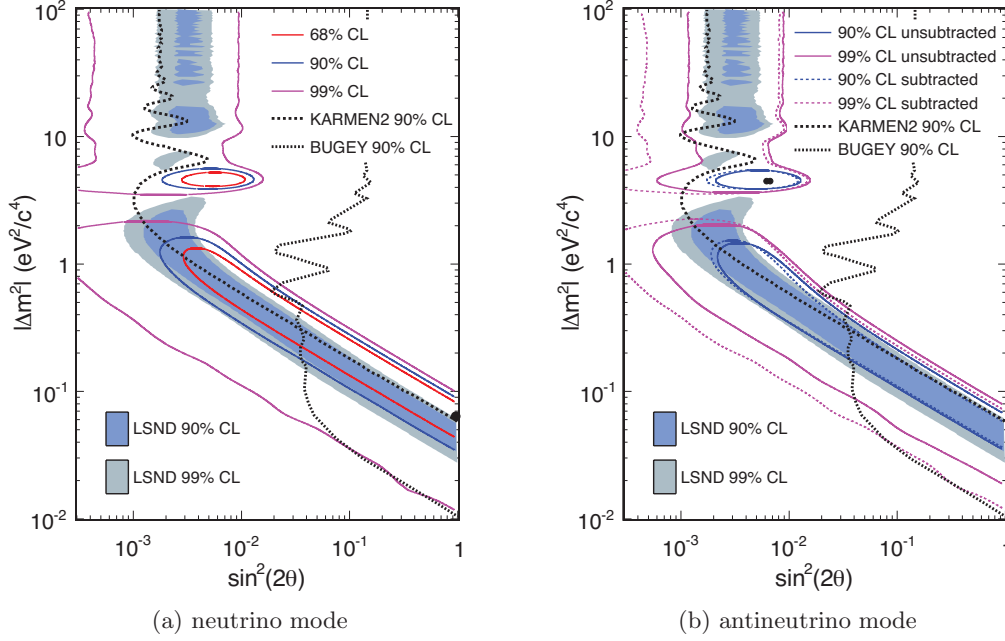 10²
10
1
10⁻¹
10⁻²
|Δm²| (eV²/c⁴)
68% CL
90% CL
99% CL
KARMEN2 90% CL
BUGEY 90% CL
LSND 90% CL
LSND 99% CL
10⁻³ 10⁻² 10⁻¹ 1
sin²(2θ)
(a) neutrino mode
10²
10
1
10⁻¹
10⁻²
|Δm²| (eV²/c⁴)
90% CL unsubtracted
99% CL unsubtracted
90% CL subtracted
99% CL subtracted
KARMEN2 90% CL
BUGEY 90% CL
LSND 90% CL
LSND 99% CL
10⁻³ 10⁻² 10⁻¹ 1
sin²(2θ)
(b) antineutrino mode